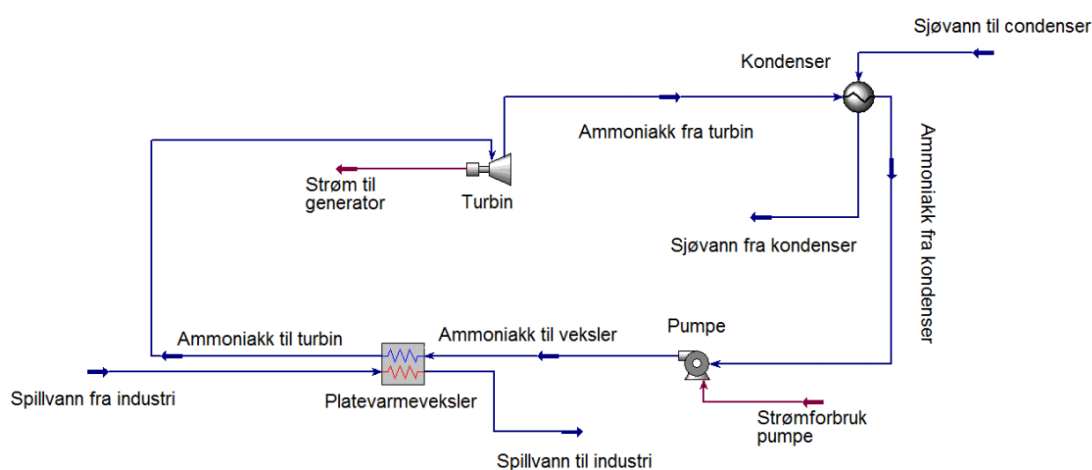 Sjøvann til condenser
Kondenser
Ammoniakk fra turbin
Strøm til
generator
Turbin
Sjøvann fra kondenser
Ammoniakk fra kondenser
Ammoniakk til turbin
Ammoniakk til veksler
Pumpe
Spillvann fra industri
Platevarmeveksler
Strømforbruk
pumpe
Spillvann til industri